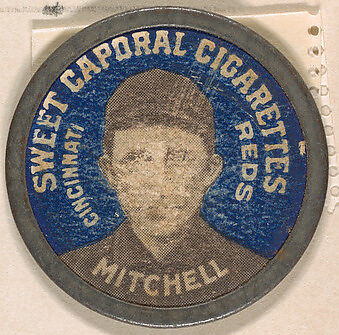 SWEET CAPORAL CIGARETTES
CINCINNATI
REDS
MITCHELL